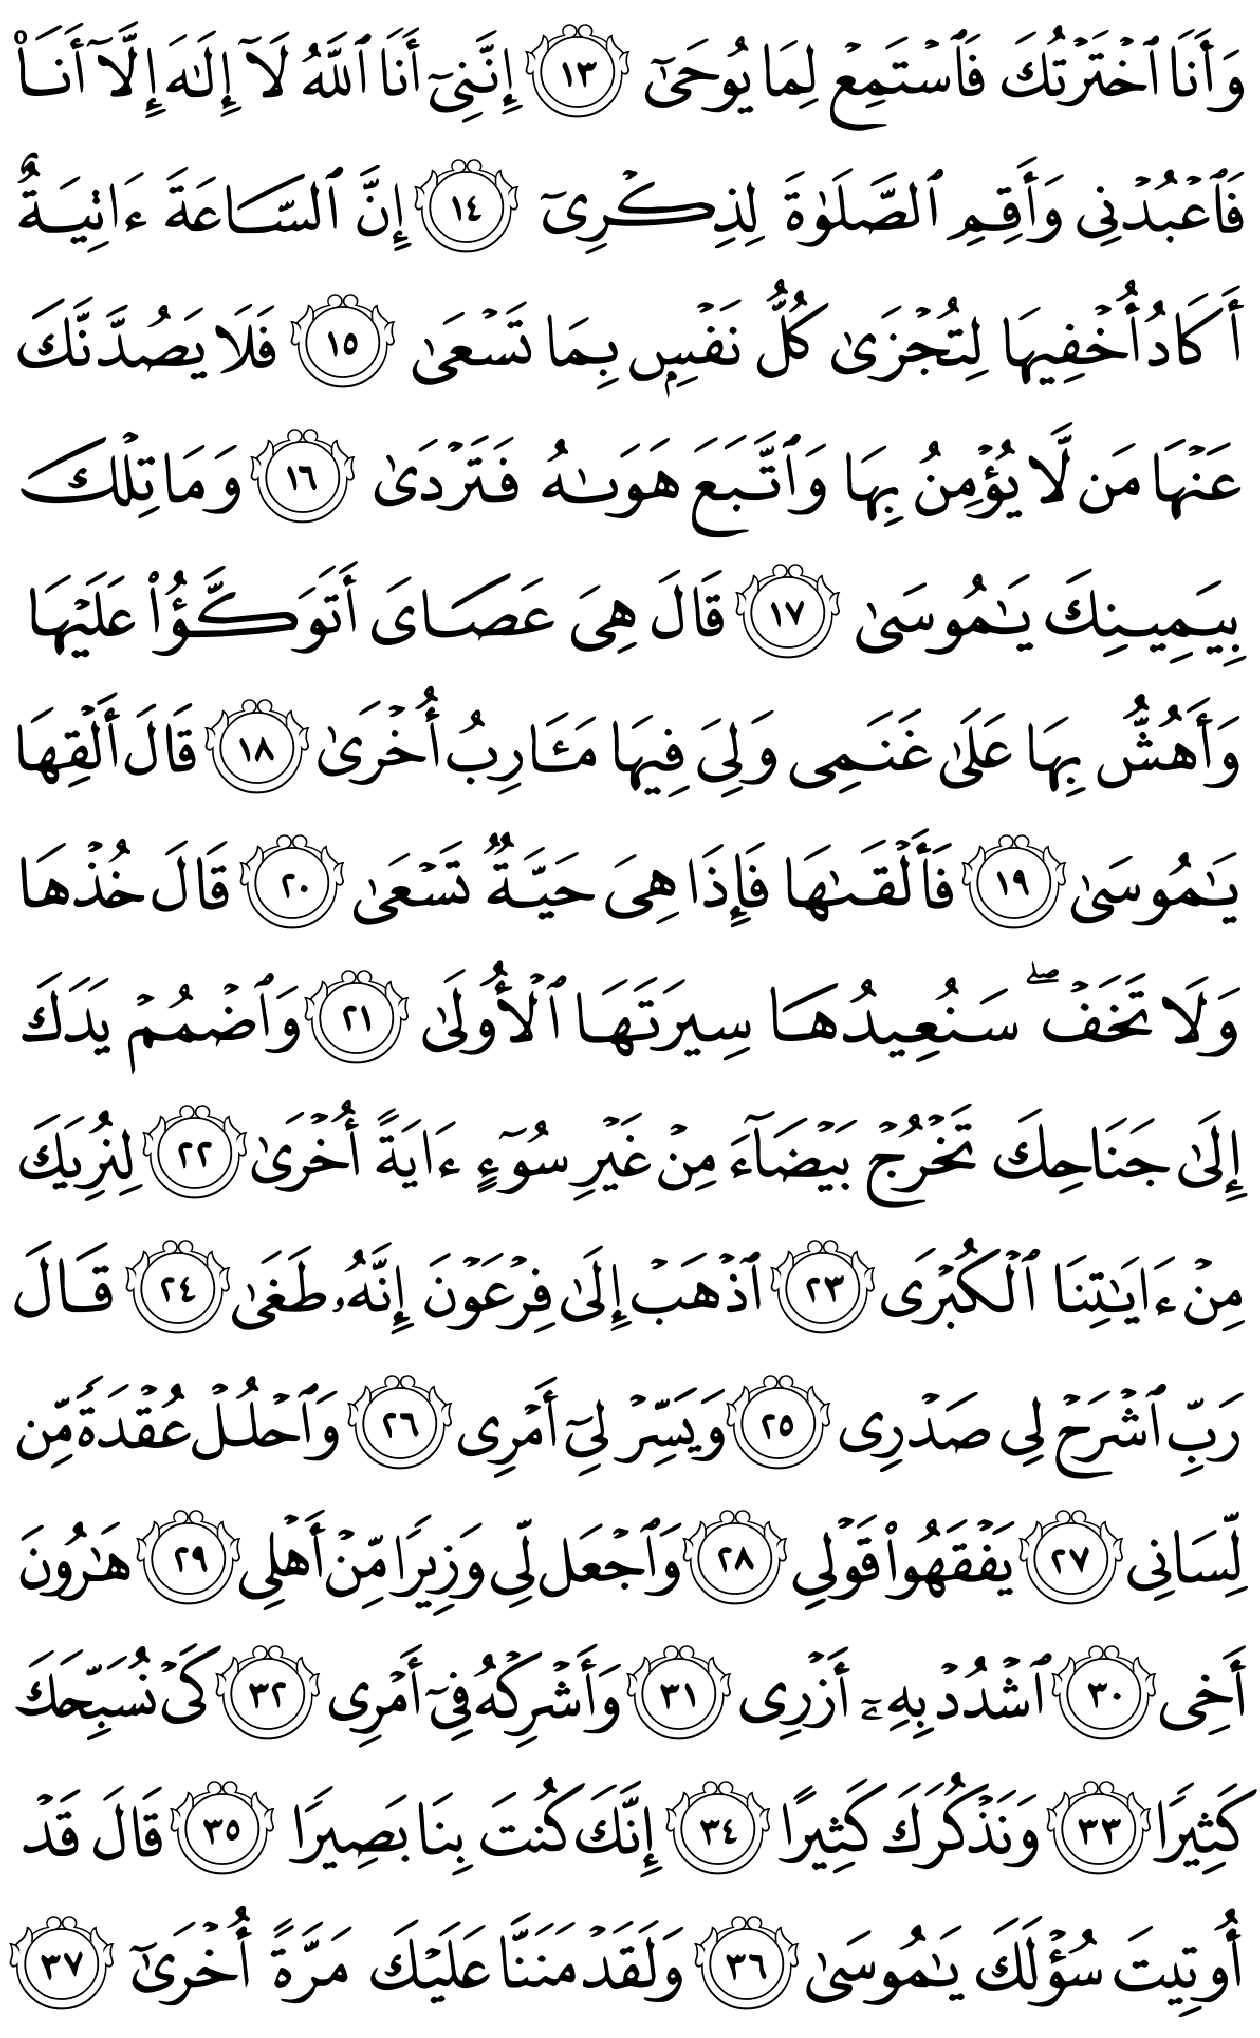 وَأَنَا ٱخْتَرْتُكَ فَٱسْتَمِعْ لِمَا يُوحَىٰٓ ١٣ إِنَّنِىٓ أَنَا ٱللَّهُ لَآ إِلَٰهَ إِلَّآ أَنَا۠
فَٱعْبُدْنِى وَأَقِمِ ٱلصَّلَوٰةَ لِذِكْرِىٓ ١٤ إِنَّ ٱلسَّاعَةَ ءَاتِيَةٌ
أَكَادُ أُخْفِيهَا لِتُجْزَىٰ كُلُّ نَفْسٍۭ بِمَا تَسْعَىٰ ١٥ فَلَا يَصُدَّنَّكَ
عَنْهَا مَن لَّا يُؤْمِنُ بِهَا وَٱتَّبَعَ هَوَىٰهُ فَتَرْدَىٰ ١٦ وَمَا تِلْكَ
بِيَمِينِكَ يَٰمُوسَىٰ ١٧ قَالَ هِىَ عَصَاىَ أَتَوَكَّؤُا۟ عَلَيْهَا
وَأَهُشُّ بِهَا عَلَىٰ غَنَمِى وَلِىَ فِيهَا مَـَٔارِبُ أُخْرَىٰ ١٨ قَالَ أَلْقِهَا
يَٰمُوسَىٰ ١٩ فَأَلْقَىٰهَا فَإِذَا هِىَ حَيَّةٌ تَسْعَىٰ ٢٠ قَالَ خُذْهَا
وَلَا تَخَفْ ۖ سَنُعِيدُهَا سِيرَتَهَا ٱلْأُولَىٰ ٢١ وَٱضْمُمْ يَدَكَ
إِلَىٰ جَنَاحِكَ تَخْرُجْ بَيْضَآءَ مِنْ غَيْرِ سُوٓءٍ ءَايَةً أُخْرَىٰ ٢٢ لِنُرِيَكَ
مِنْ ءَايَٰتِنَا ٱلْكُبْرَى ٢٣ ٱذْهَبْ إِلَىٰ فِرْعَوْنَ إِنَّهُۥ طَغَىٰ ٢٤ قَالَ
رَبِّ ٱشْرَحْ لِى صَدْرِى ٢٥ وَيَسِّرْ لِىٓ أَمْرِى ٢٦ وَٱحْلُلْ عُقْدَةً مِّن
لِّسَانِى ٢٧ يَفْقَهُوا۟ قَوْلِى ٢٨ وَٱجْعَل لِّى وَزِيرًا مِّنْ أَهْلِى ٢٩ هَٰرُونَ
أَخِى ٣٠ ٱشْدُدْ بِهِۦٓ أَزْرِى ٣١ وَأَشْرِكْهُ فِىٓ أَمْرِى ٣٢ كَىْ نُسَبِّحَكَ
كَثِيرًا ٣٣ وَنَذْكُرَكَ كَثِيرًا ٣٤ إِنَّكَ كُنتَ بِنَا بَصِيرًا ٣٥ قَالَ قَدْ
أُوتِيتَ سُؤْلَكَ يَٰمُوسَىٰ ٣٦ وَلَقَدْ مَنَنَّا عَلَيْكَ مَرَّةً أُخْرَىٰٓ ٣٧